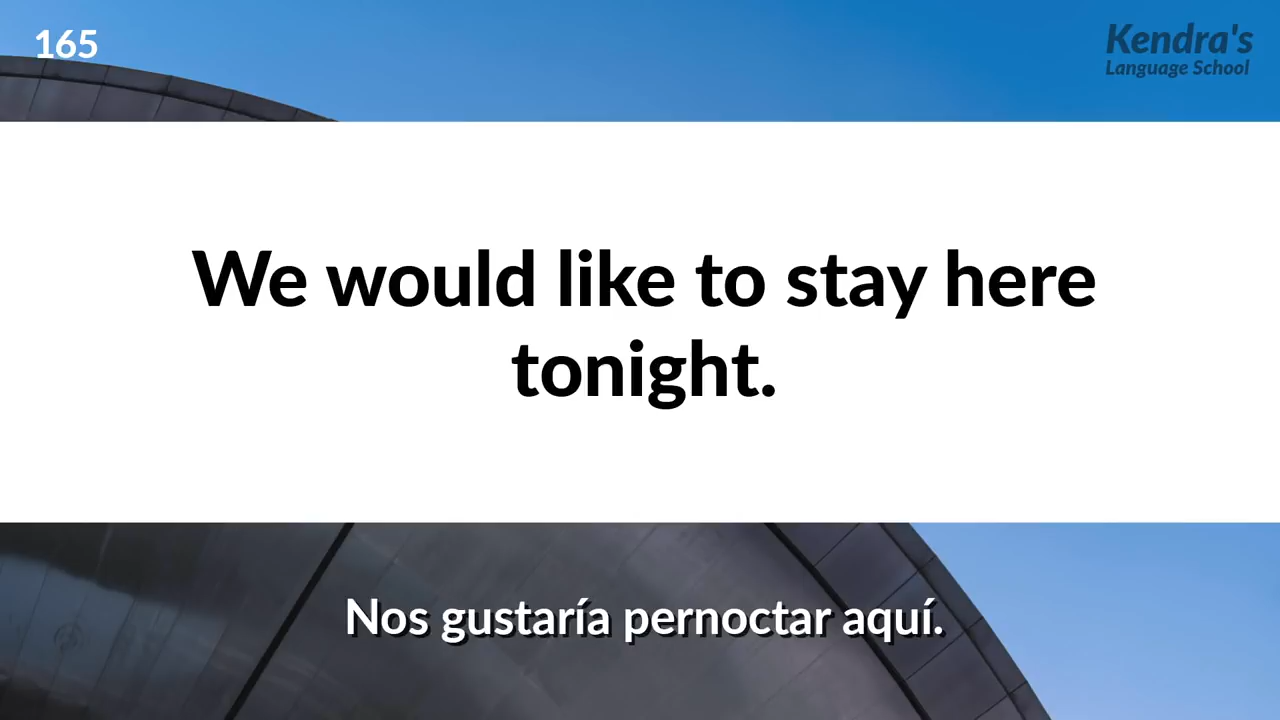 165
Kendra's
Language School
We would like to stay here
tonight.
Nos gustaría pernoctar aquí.